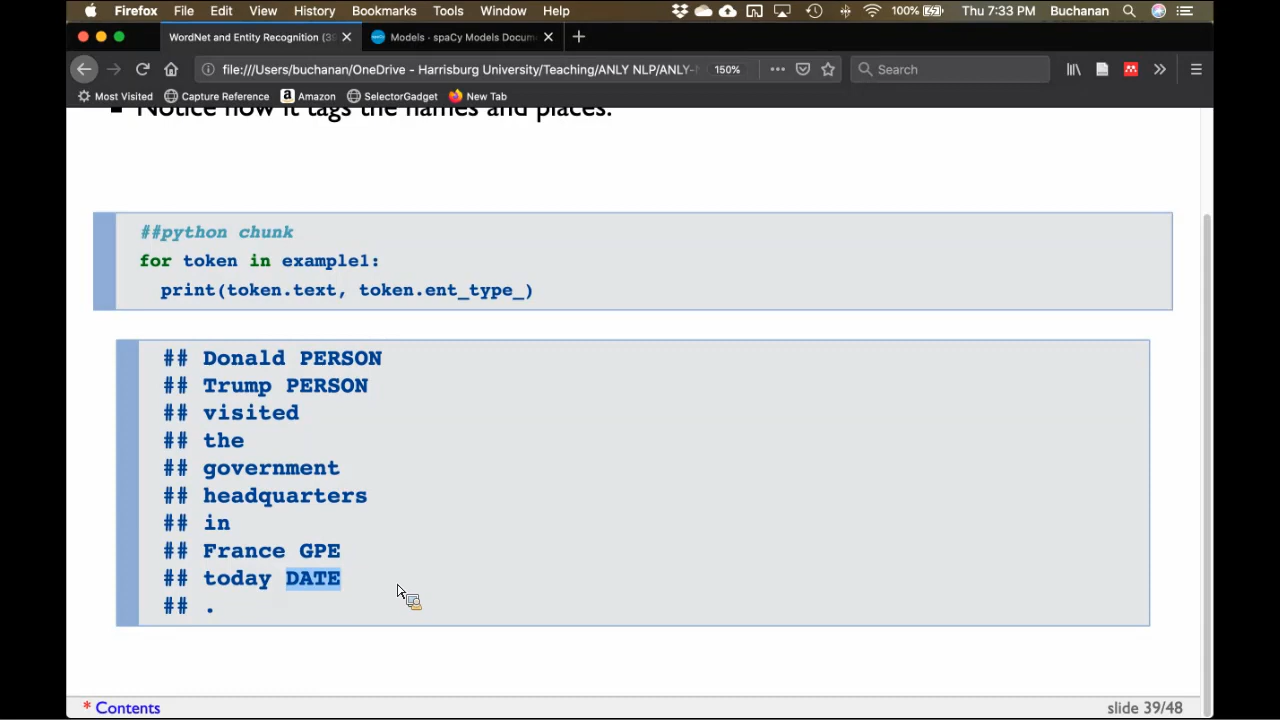 Firefox File Edit View History Bookmarks Tools Window Help 100% Thu 7:33 PM Buchanan
WordNet and Entity Recognition (39 Models · spaCy Models Docum
file:///Users/buchanan/OneDrive - Harrisburg University/Teaching/ANLY NLP/ANLY- 150% Search
Most Visited Capture Reference Amazon SelectorGadget New Tab
Notice how it tags the names and places.
##python chunk
for token in example1:
print(token.text, token.ent_type_)
## Donald PERSON
## Trump PERSON
## visited
## the
## government
## headquarters
## in
## France GPE
## today DATE
## .
* Contents slide 39/48